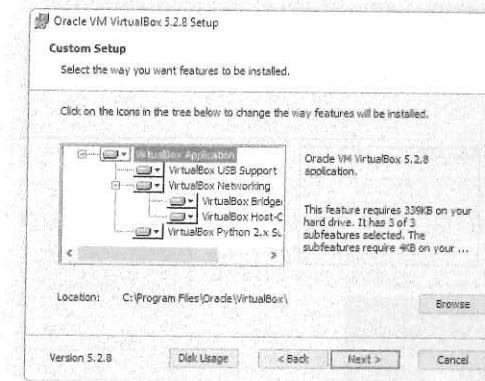 Oracle VM VirtualBox 5.2.8 Setup
Custom Setup
Select the way you want features to be installed.
Click on the icons in the tree below to change the way features will be installed.
VirtualBox Application
VirtualBox USB Support
VirtualBox Networking
VirtualBox Bridge
VirtualBox Host-C
VirtualBox Python 2.x Su
Oracle VM VirtualBox 5.2.8
application.
This feature requires 339KB on your
hard drive. It has 3 of 3
subfeatures selected. The
subfeatures require 4KB on your ...
Location: C:\Program Files\Oracle\VirtualBox\
Browse
Version 5.2.8
Disk Usage
< Back
Next >
Cancel